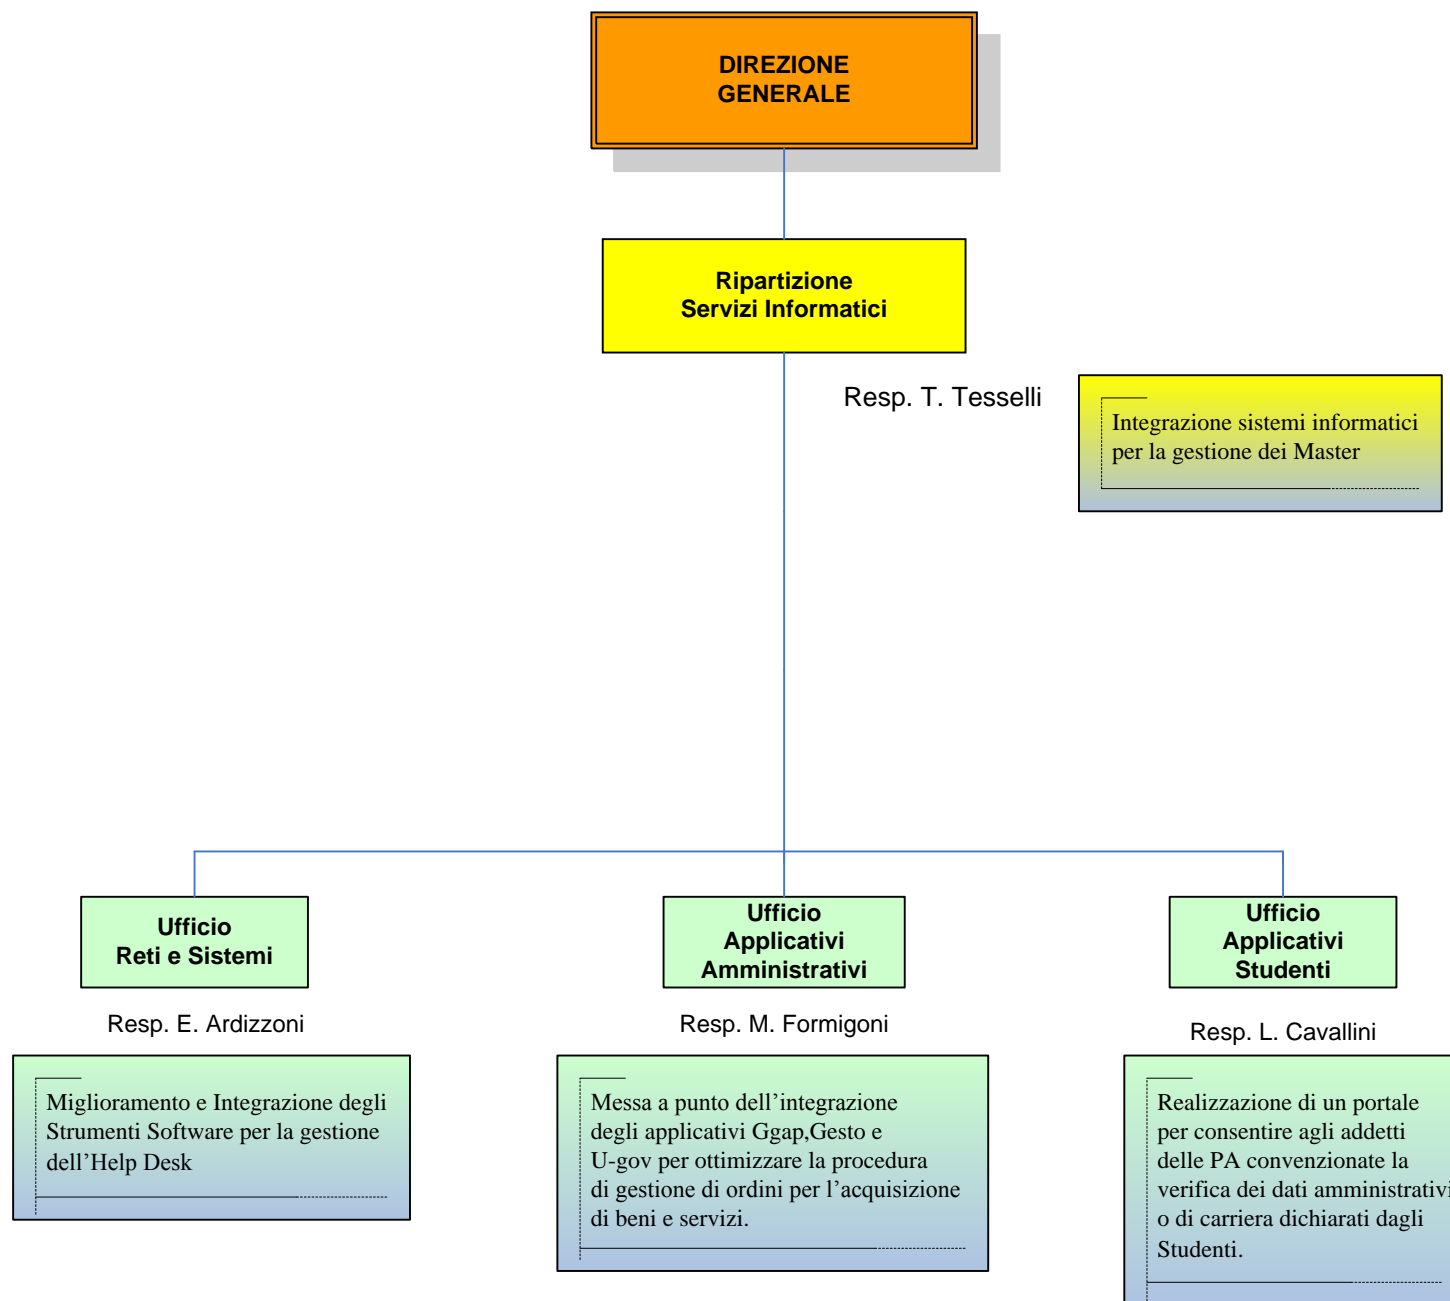 DIREZIONE
GENERALE
Ripartizione
Servizi Informatici
Resp. T. Tesselli
Integrazione sistemi informatici
per la gestione dei Master
Ufficio
Reti e Sistemi
Resp. E. Ardizzoni
Miglioramento e Integrazione degli
Strumenti Software per la gestione
dell’Help Desk
Ufficio
Applicativi
Amministrativi
Resp. M. Formigoni
Messa a punto dell’integrazione
degli applicativi Ggap,Gesto e
U-gov per ottimizzare la procedura
di gestione di ordini per l’acquisizione
di beni e servizi.
Ufficio
Applicativi
Studenti
Resp. L. Cavallini
Realizzazione di un portale
per consentire agli addetti
delle PA convenzionate la
verifica dei dati amministrativi
o di carriera dichiarati dagli
Studenti.